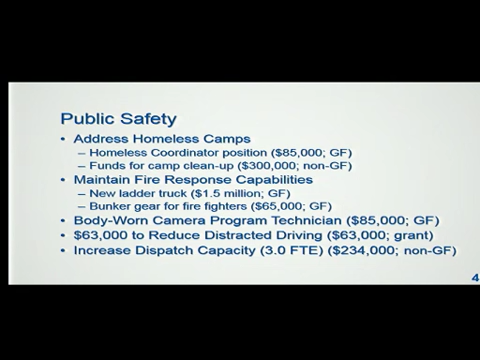 Public Safety
• Address Homeless Camps
– Homeless Coordinator position ($85,000; GF)
– Funds for camp clean-up ($300,000; non-GF)
• Maintain Fire Response Capabilities
– New ladder truck ($1.5 million; GF)
– Bunker gear for fire fighters ($65,000; GF)
• Body-Worn Camera Program Technician ($85,000; GF)
• $63,000 to Reduce Distracted Driving ($63,000; grant)
• Increase Dispatch Capacity (3.0 FTE) ($234,000; non-GF)
4